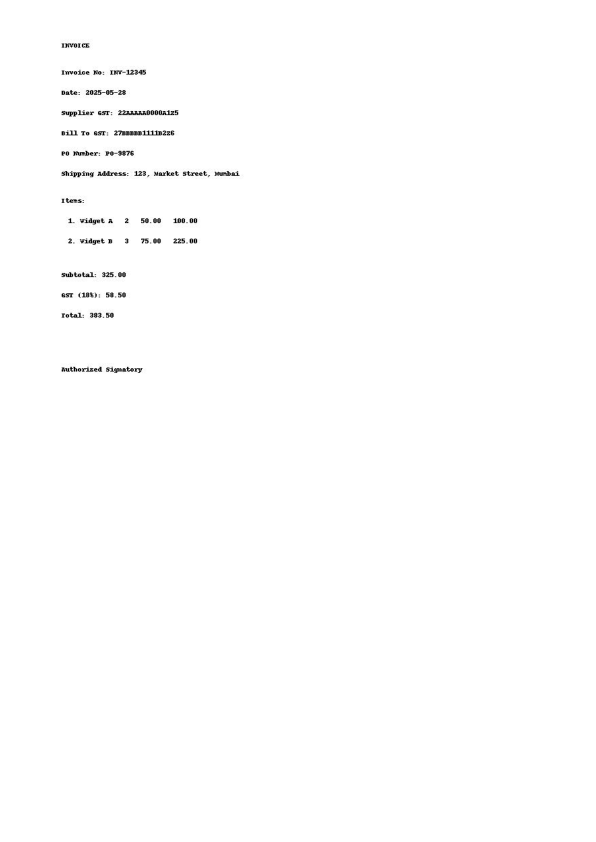 INVOICE
Invoice No: INV-12345
Date: 2025-05-28
Supplier GST: 22AAAAA0000A1Z5
Bill To GST: 27BBBBB1111B2Z6
PO Number: PO-9876
Shipping Address: 123, Market Street, Mumbai
Items:
1. Widget A 2 50.00 100.00
2. Widget B 3 75.00 225.00
Subtotal: 325.00
GST (18%): 58.50
Total: 383.50
Authorized Signatory